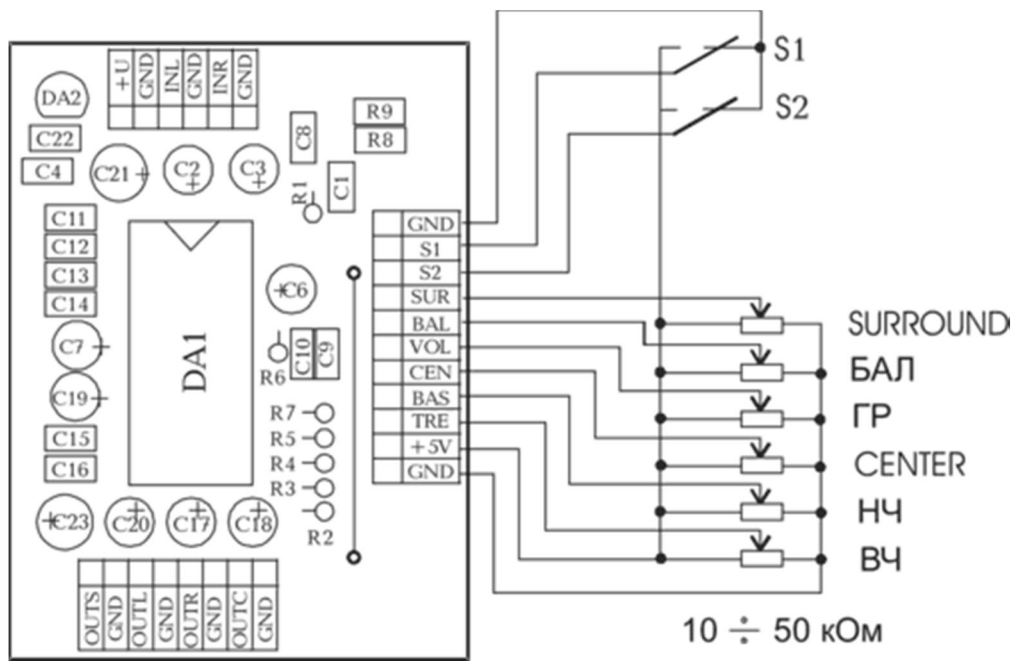 +U
GND
INL
GND
INR
GND
DA2
C22
C4
C21
C2
C3
C8
R9
R8
R1
C1
C11
C12
C13
C14
C6
C7
C19
C15
C16
DA1
R6
C10
C9
R7
R5
R4
R3
R2
C23
C20
C17
C18
OUTS
GND
OUTL
GND
OUTR
GND
OUTC
GND
GND
S1
S2
SUR
BAL
VOL
CEN
BAS
TRE
+5V
GND
S1
S2
SURROUND
БАЛ
ГР
CENTER
НЧ
ВЧ
10 ÷ 50 кОм